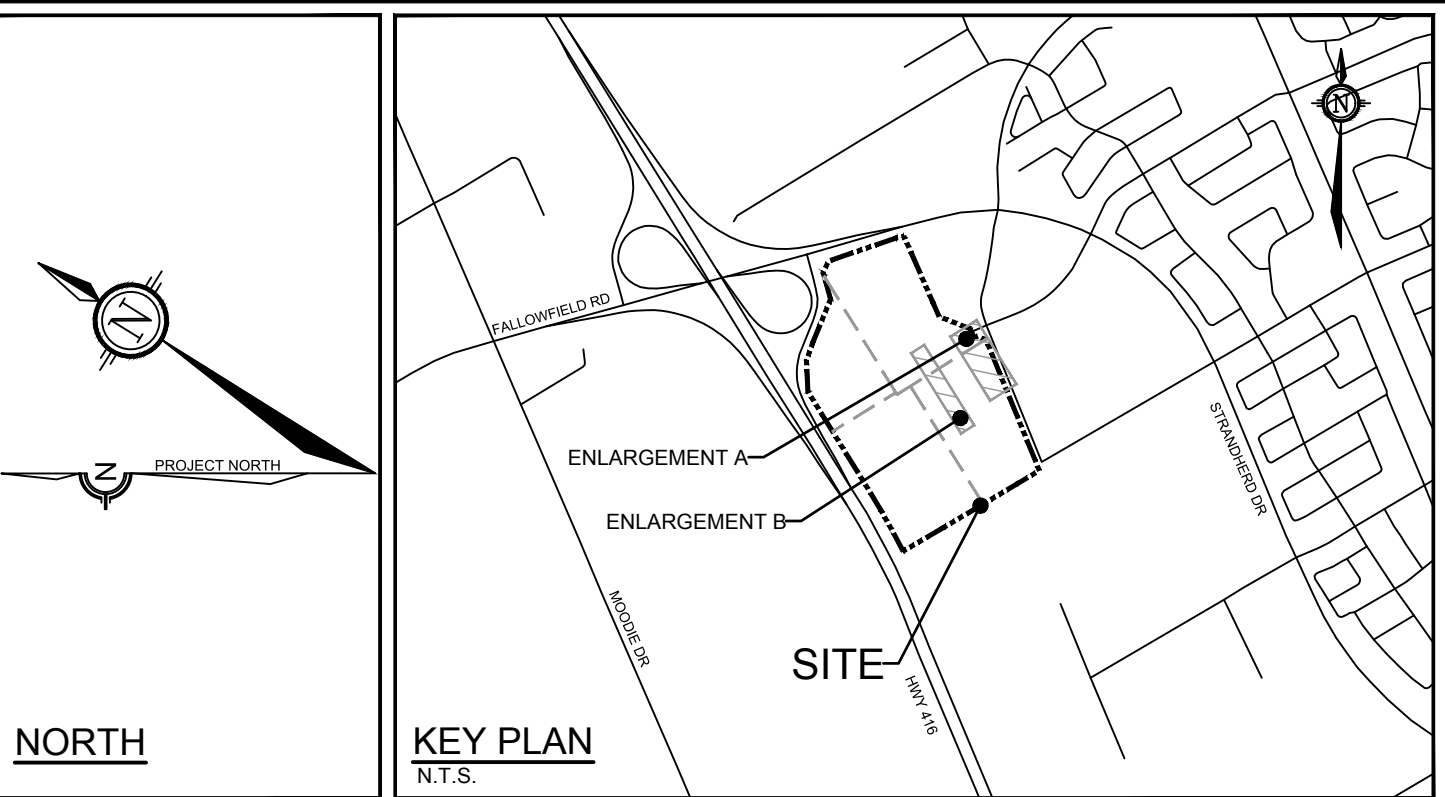 N
N
PROJECT NORTH
NORTH
N
FALLOWFIELD RD
STRANDHERD DR
ENLARGEMENT A
ENLARGEMENT B
MOODIE DR
SITE
HWY 416
KEY PLAN
N.T.S.